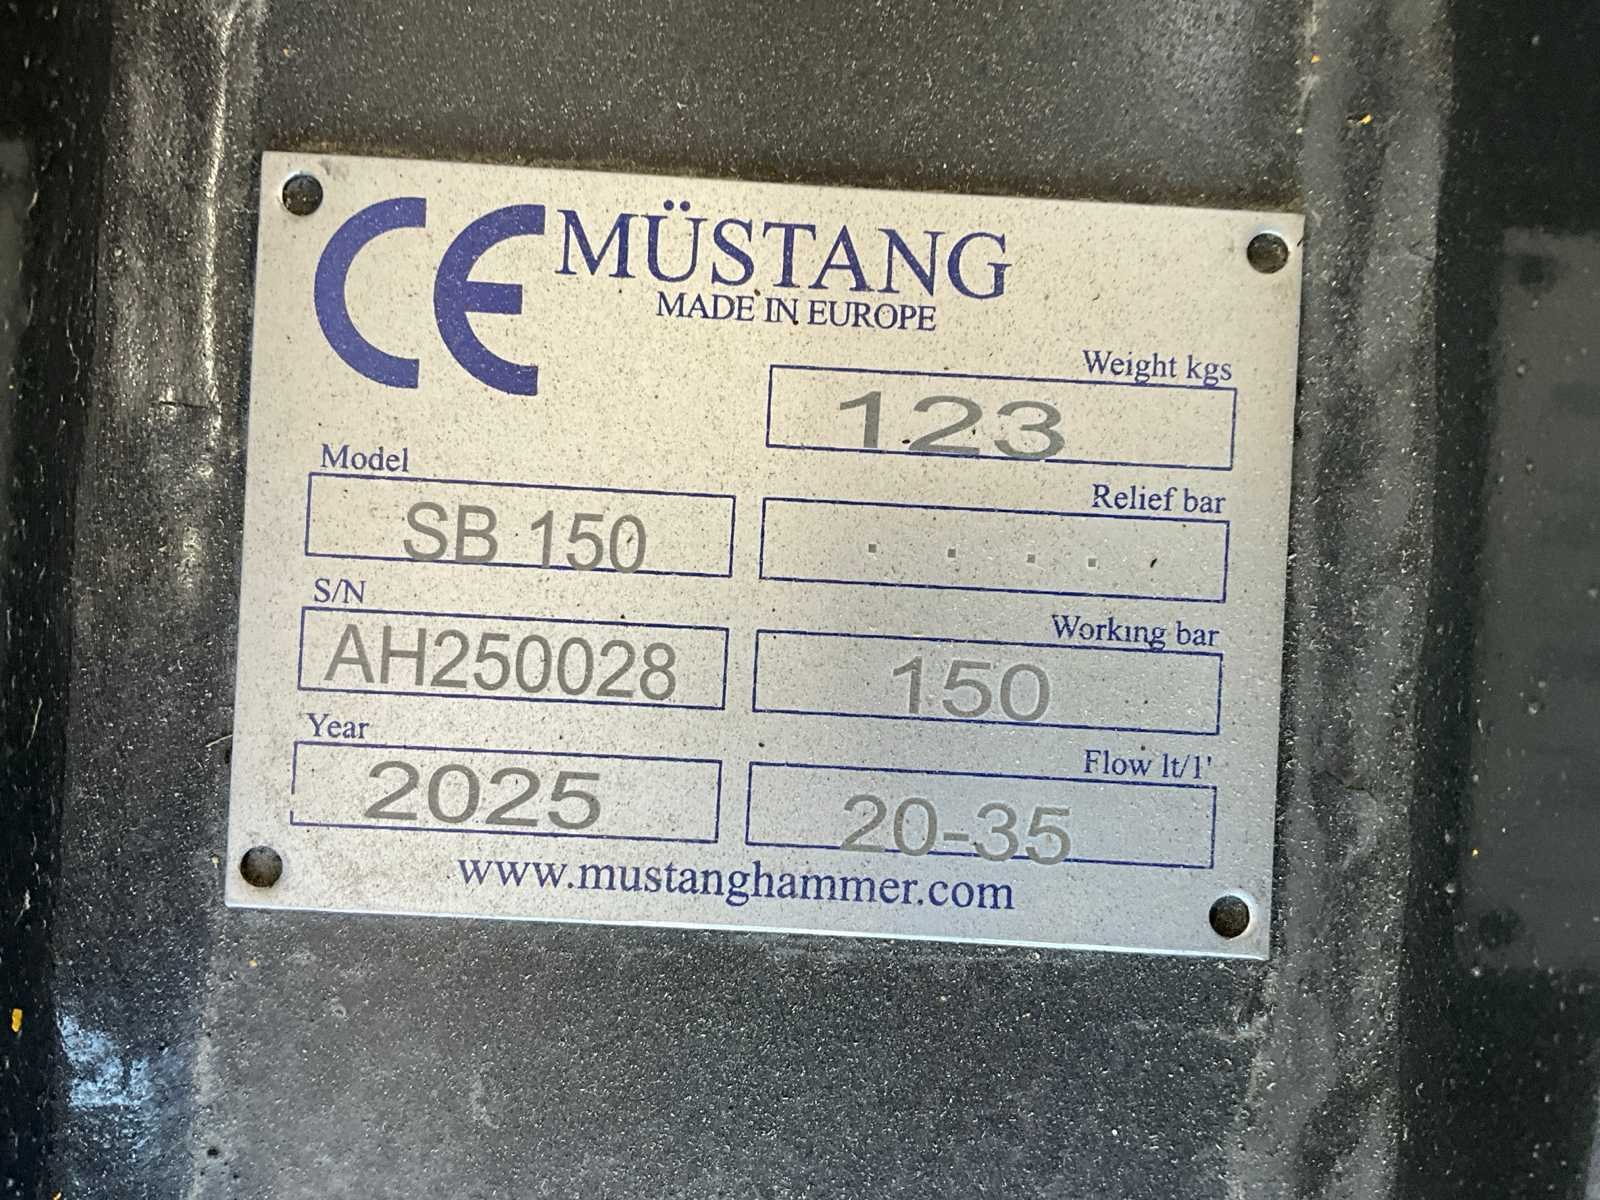 CE MÜSTANG
MADE IN EUROPE
Weight kgs
123
Model
SB 150
Relief bar
. . . .
S/N
AH250028
Working bar
150
Year
2025
Flow lt/1'
20-35
www.mustanghammer.com